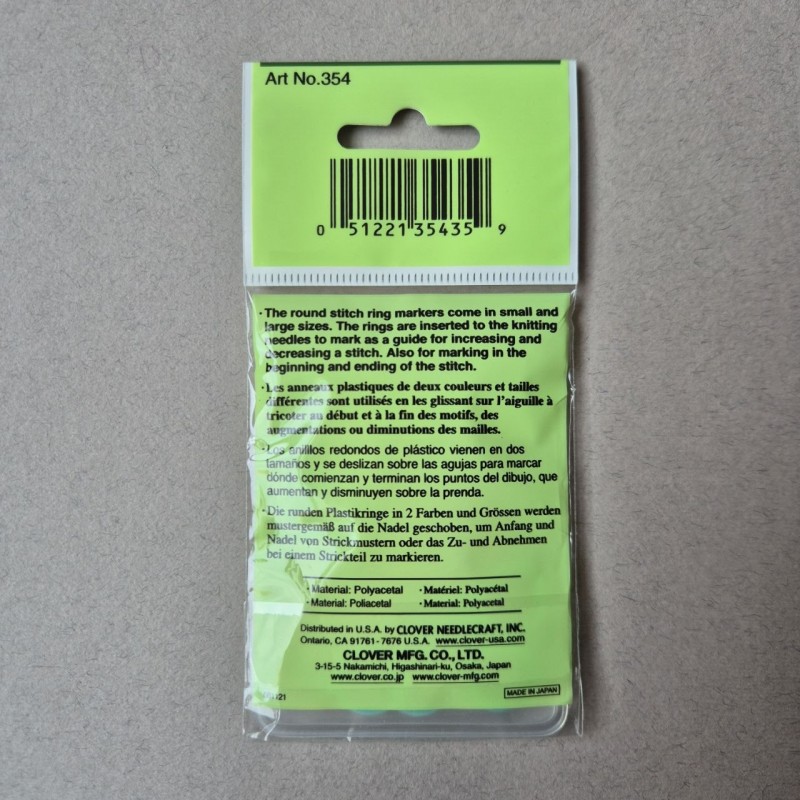 Art No.354
0 51221 35435 9
·The round stitch ring markers come in small and
large sizes. The rings are inserted to the knitting
needles to mark as a guide for increasing and
decreasing a stitch. Also for marking in the
beginning and ending of the stitch.
·Les anneaux plastiques de deux couleurs et tailles
différentes sont utilisés en les glissant sur l'aiguille à
tricoter au début et à la fin des motifs, des
augmentations ou diminutions des mailles.
·Los anillos redondos de plástico vienen en dos
tamaños y se deslizan sobre las agujas para marcar
dónde comienzan y terminan los puntos del dibujo, que
aumentan y disminuyen sobre la prenda.
·Die runden Plastikringe in 2 Farben und Grössen werden
mustergemäß auf die Nadel geschoben, um Anfang und
Nadel von Strickmustern oder das Zu- und Abnehmen
bei einem Strickteil zu markieren.
·Material: Polyacetal ·Matériel: Polyacétal
·Material: Poliacetal ·Material: Polyacetal
Distributed in U.S.A. by CLOVER NEEDLECRAFT, INC.
Ontario, CA 91761-7676 U.S.A. www.clover-usa.com
CLOVER MFG. CO., LTD.
3-15-5 Nakamichi, Higashinari-ku, Osaka, Japan
www.clover.co.jp www.clover-mfg.com
MADE IN JAPAN